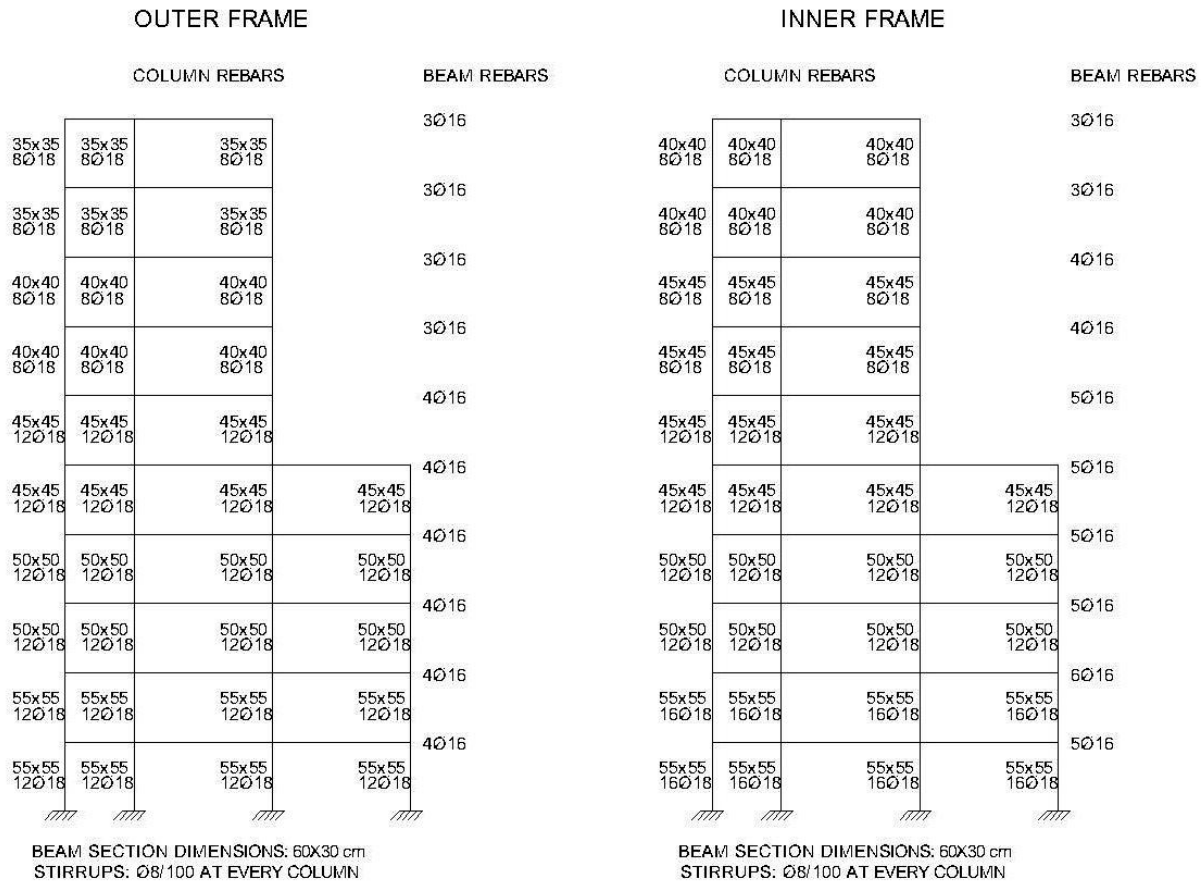 OUTER FRAME
COLUMN REBARS BEAM REBARS
3Ø16
35x35 35x35 35x35
8Ø18 8Ø18 8Ø18
3Ø16
35x35 35x35 35x35
8Ø18 8Ø18 8Ø18
3Ø16
40x40 40x40 40x40
8Ø18 8Ø18 8Ø18
3Ø16
40x40 40x40 40x40
8Ø18 8Ø18 8Ø18
4Ø16
45x45 45x45 45x45
12Ø18 12Ø18 12Ø18
4Ø16
45x45 45x45 45x45 45x45
12Ø18 12Ø18 12Ø18 12Ø18
4Ø16
50x50 50x50 50x50 50x50
12Ø18 12Ø18 12Ø18 12Ø18
4Ø16
50x50 50x50 50x50 50x50
12Ø18 12Ø18 12Ø18 12Ø18
4Ø16
55x55 55x55 55x55 55x55
12Ø18 12Ø18 12Ø18 12Ø18
4Ø16
55x55 55x55 55x55 55x55
12Ø18 12Ø18 12Ø18 12Ø18
BEAM SECTION DIMENSIONS: 60X30 cm
STIRRUPS: Ø8/100 AT EVERY COLUMN
INNER FRAME
COLUMN REBARS BEAM REBARS
3Ø16
40x40 40x40 40x40
8Ø18 8Ø18 8Ø18
3Ø16
40x40 40x40 40x40
8Ø18 8Ø18 8Ø18
4Ø16
45x45 45x45 45x45
8Ø18 8Ø18 8Ø18
4Ø16
45x45 45x45 45x45
8Ø18 8Ø18 8Ø18
5Ø16
45x45 45x45 45x45
12Ø18 12Ø18 12Ø18
5Ø16
45x45 45x45 45x45 45x45
12Ø18 12Ø18 12Ø18 12Ø18
5Ø16
50x50 50x50 50x50 50x50
12Ø18 12Ø18 12Ø18 12Ø18
5Ø16
50x50 50x50 50x50 50x50
12Ø18 12Ø18 12Ø18 12Ø18
6Ø16
55x55 55x55 55x55 55x55
16Ø18 16Ø18 16Ø18 16Ø18
5Ø16
55x55 55x55 55x55 55x55
16Ø18 16Ø18 16Ø18 16Ø18
BEAM SECTION DIMENSIONS: 60X30 cm
STIRRUPS: Ø8/100 AT EVERY COLUMN